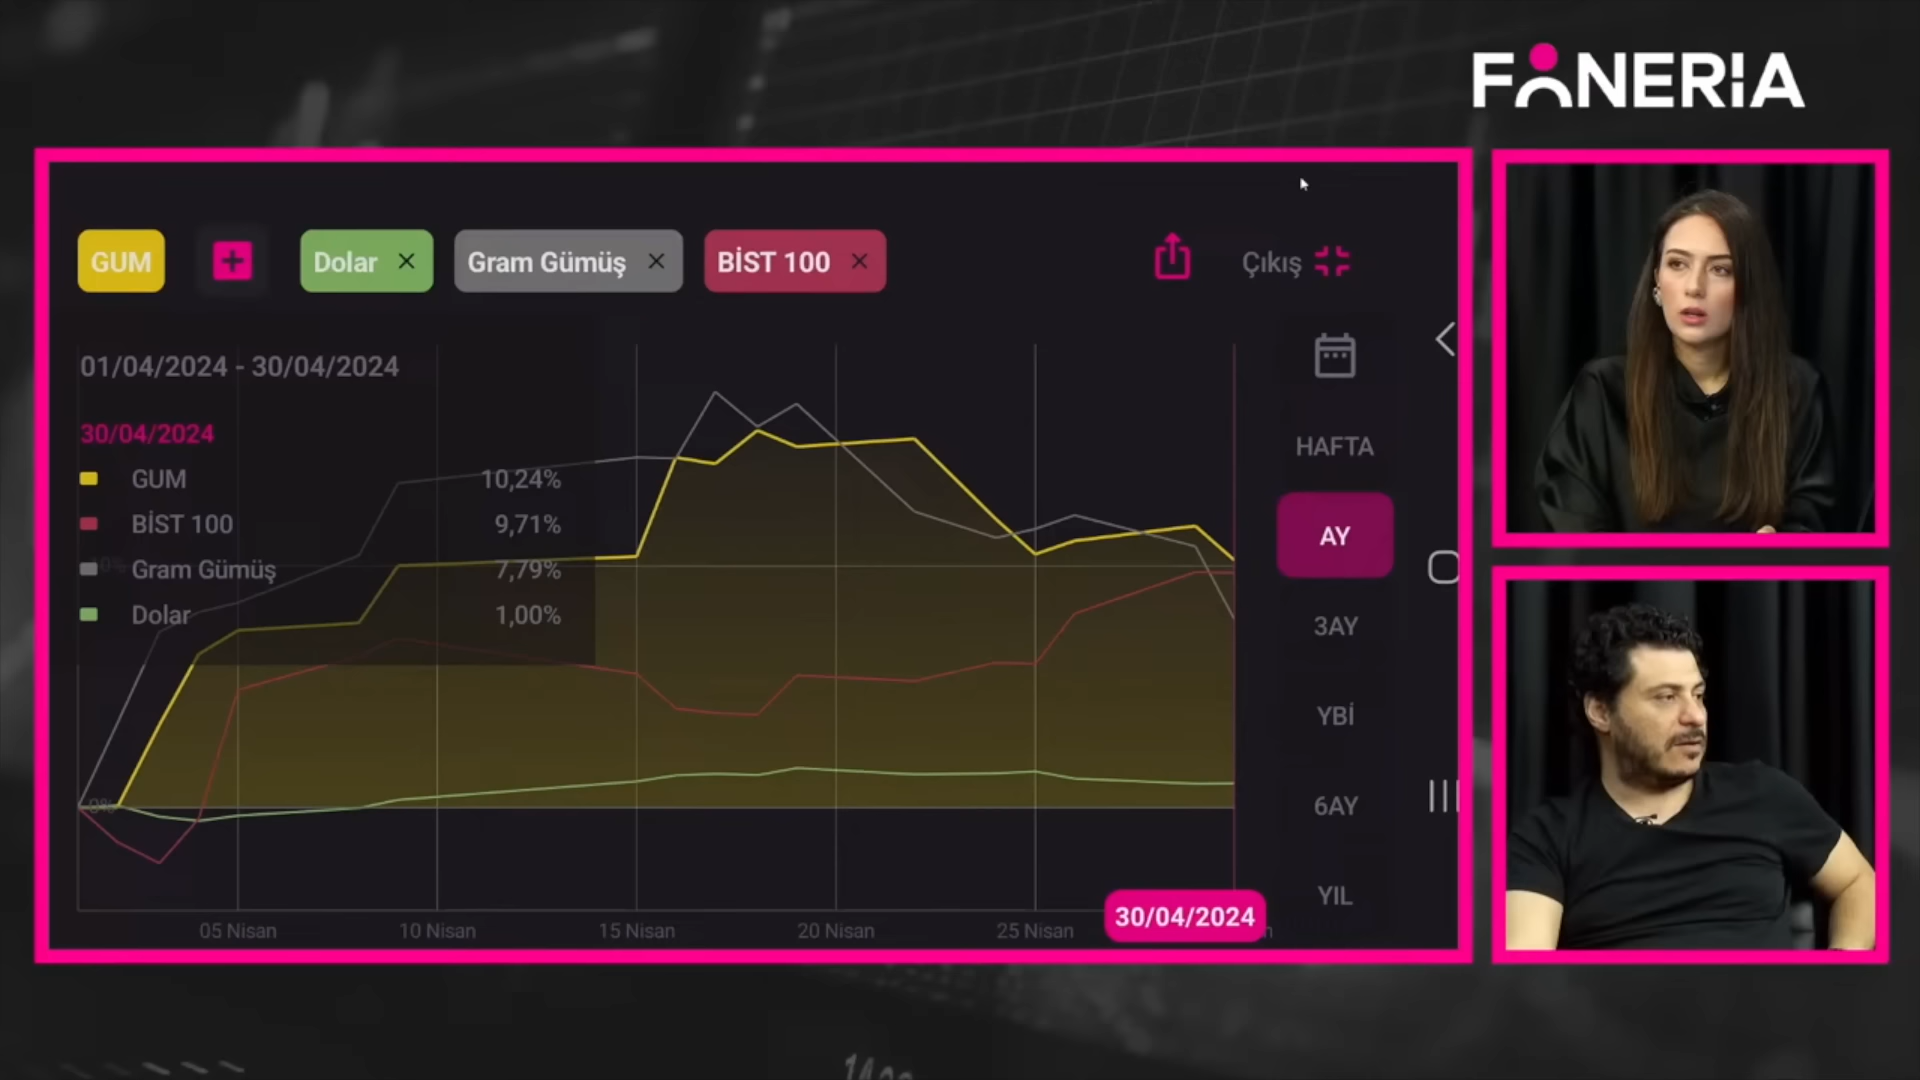 FONERIA
GUM
Dolar
Gram Gümüş
BİST 100
Çıkış
01/04/2024 - 30/04/2024
30/04/2024
GUM 10,24%
BİST 100 9,71%
Gram Gümüş 7,79%
Dolar 1,00%
0%
HAFTA
AY
3AY
YBİ
6AY
YIL
05 Nisan
10 Nisan
15 Nisan
20 Nisan
25 Nisan
30/04/2024